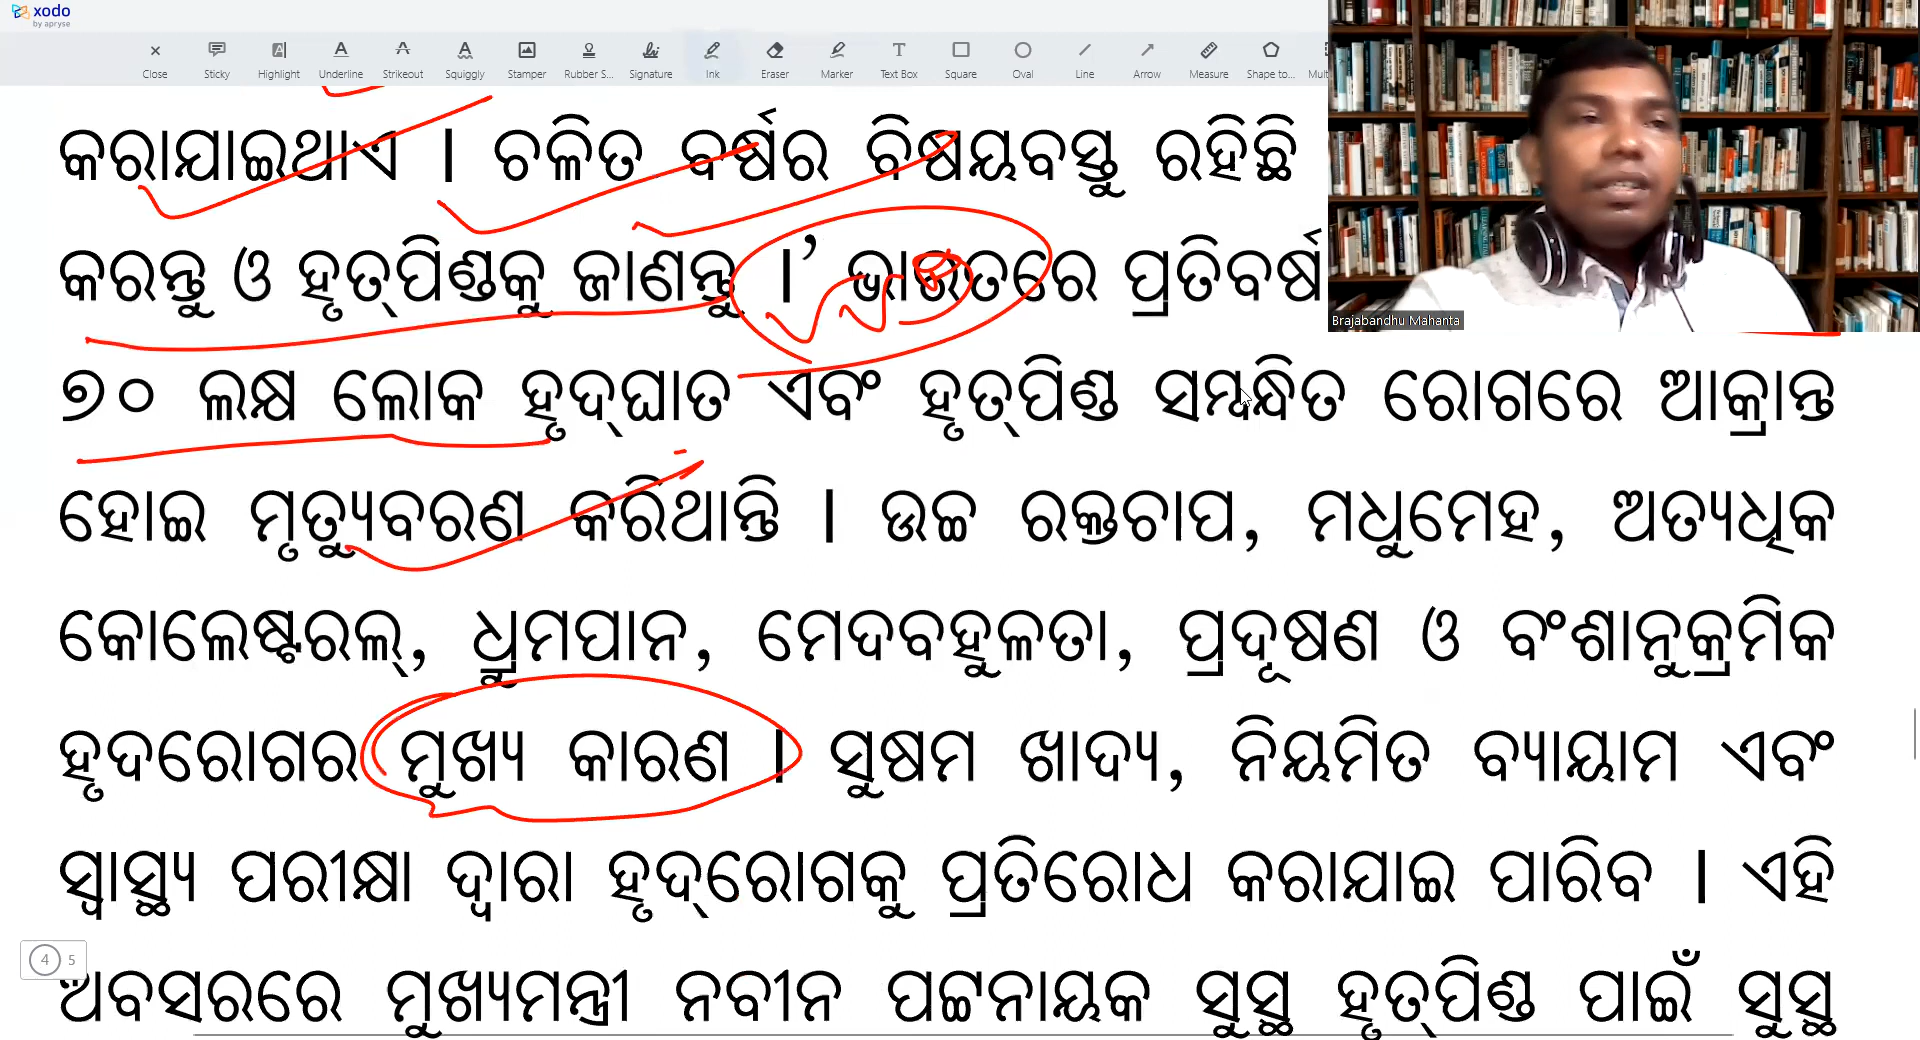 xodo
by apryse
Close Sticky Highlight Underline Strikeout Squiggly Stamper Rubber S... Signature Ink Eraser Marker Text Box Square Oval Line Arrow Measure Shape to... Mult
କରାଯାଇଥାଏ । ଚଳିତ ବର୍ଷର ବିଷୟବସ୍ତୁ ରହିଛି
କରନ୍ତୁ ଓ ହୃତ୍‌ପିଣ୍ଡକୁ ଜାଣନ୍ତୁ ।’ ଭାରତରେ ପ୍ରତିବର୍ଷ
Brajabandhu Mahanta
୭୦ ଲକ୍ଷ ଲୋକ ହୃଦ୍‌ଘାତ ଏବଂ ହୃତ୍‌ପିଣ୍ଡ ସମ୍ବନ୍ଧିତ ରୋଗରେ ଆକ୍ରାନ୍ତ
ହୋଇ ମୃତ୍ୟୁବରଣ କରିଥାନ୍ତି । ଉଚ୍ଚ ରକ୍ତଚାପ, ମଧୁମେହ, ଅତ୍ୟଧିକ
କୋଲେଷ୍ଟରଲ୍, ଧୂମ୍ରପାନ, ମେଦବହୁଳତା, ପ୍ରଦୂଷଣ ଓ ବଂଶାନୁକ୍ରମିକ
ହୃଦରୋଗର ମୁଖ୍ୟ କାରଣ । ସୁଷମ ଖାଦ୍ୟ, ନିୟମିତ ବ୍ୟାୟାମ ଏବଂ
ସ୍ୱାସ୍ଥ୍ୟ ପରୀକ୍ଷା ଦ୍ୱାରା ହୃଦ୍‌ରୋଗକୁ ପ୍ରତିରୋଧ କରାଯାଇ ପାରିବ । ଏହି
4 5
ଅବସରରେ ମୁଖ୍ୟମନ୍ତ୍ରୀ ନବୀନ ପଟ୍ଟନାୟକ ସୁସ୍ଥ ହୃତ୍‌ପିଣ୍ଡ ପାଇଁ ସୁସ୍ଥ